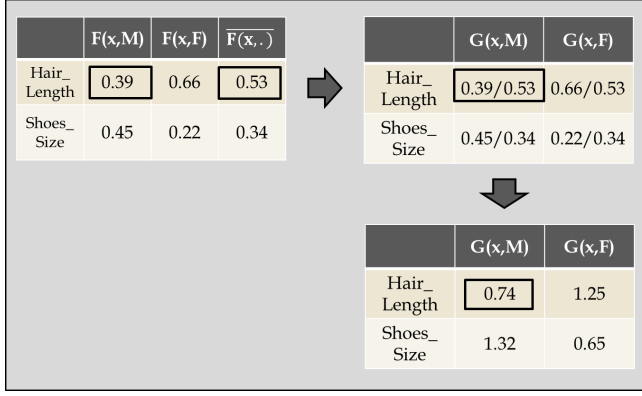 F(x,M) F(x,F) F(x,.)
Hair_
Length 0.39 0.66 0.53
Shoes_
Size 0.45 0.22 0.34
G(x,M) G(x,F)
Hair_
Length 0.39/0.53 0.66/0.53
Shoes_
Size 0.45/0.34 0.22/0.34
G(x,M) G(x,F)
Hair_
Length 0.74 1.25
Shoes_
Size 1.32 0.65